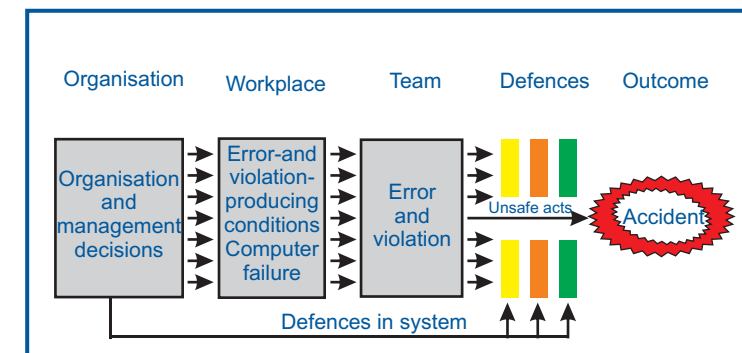 Organisation
Workplace
Team
Defences
Outcome
Organisation
and
management
decisions
Error-and
violation-
producing
conditions
Computer
failure
Error
and
violation
Unsafe acts
Accident
Defences in system